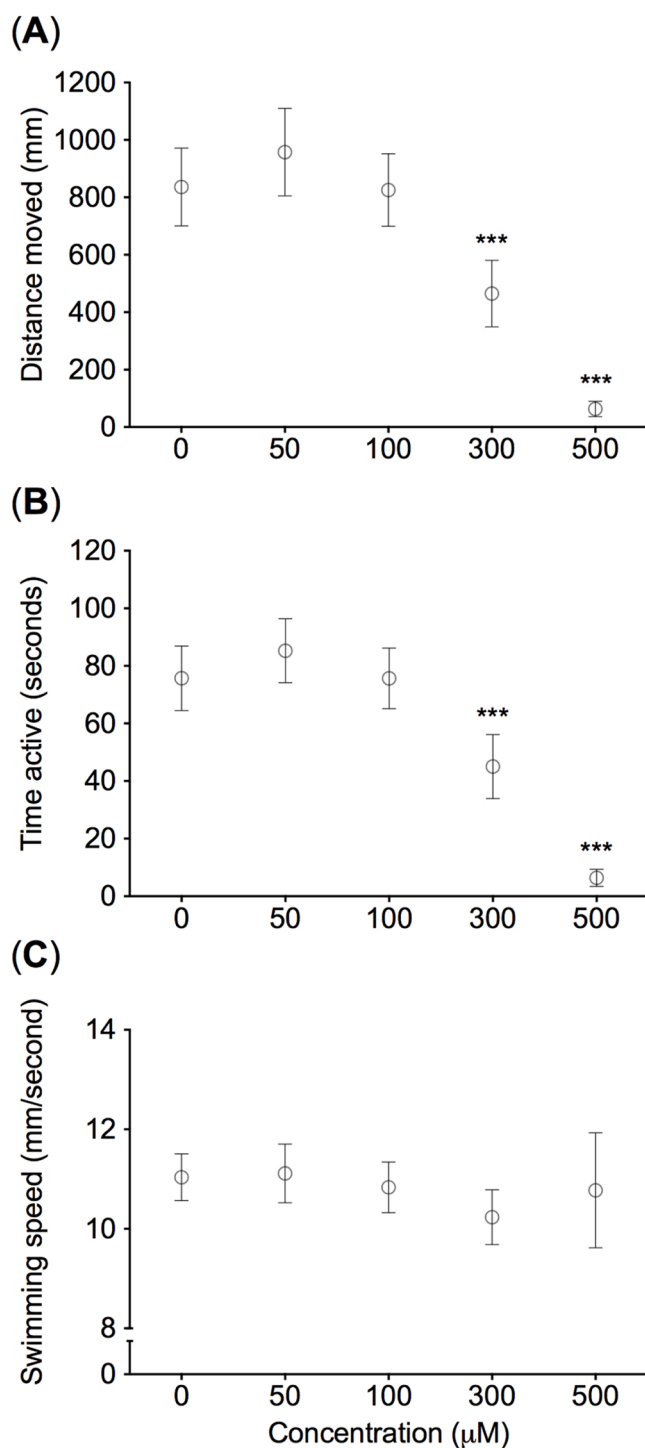 (A)
Distance moved (mm)
1200
1000
800
600
400
200
0
***
***
0 50 100 300 500
(B)
Time active (seconds)
120
100
80
60
40
20
0
***
***
0 50 100 300 500
(C)
Swimming speed (mm/second)
14
12
10
8
0
0 50 100 300 500
Concentration (μM)